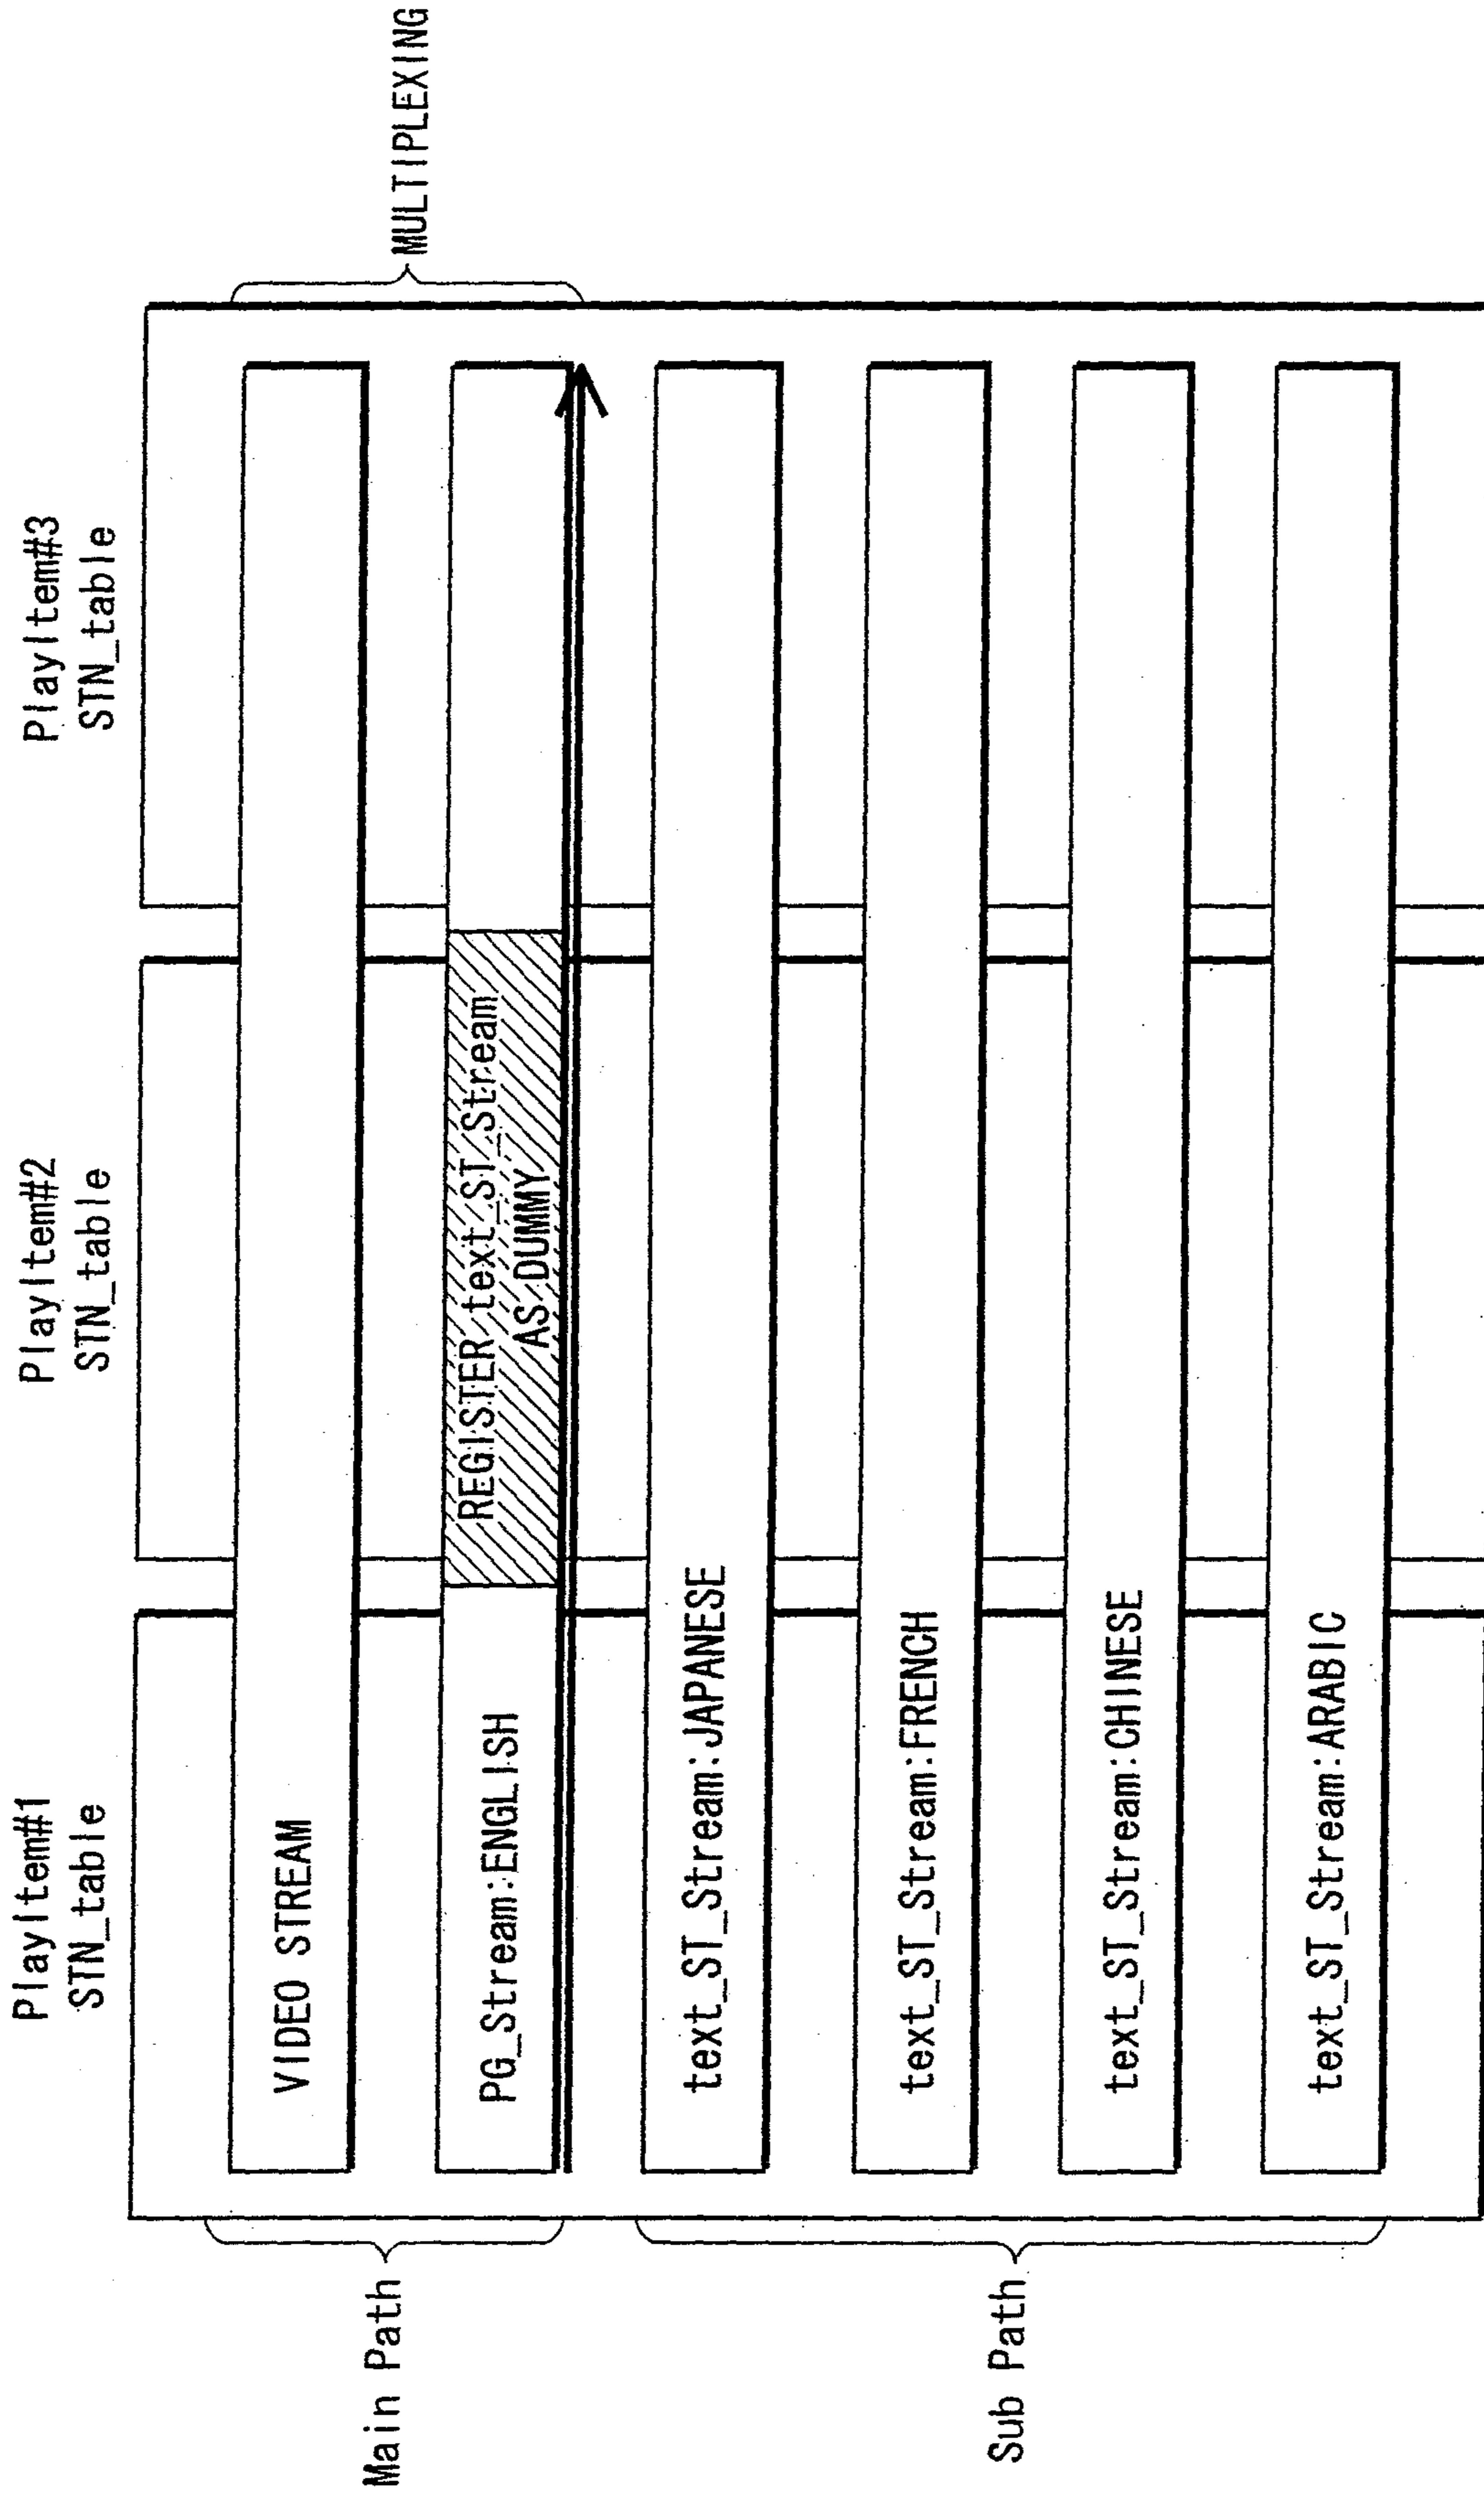 PlayItem#1
STN_table
PlayItem#2
STN_table
PlayItem#3
STN_table
Main Path
VIDEO STREAM
PG_Stream:ENGLISH
REGISTER text_ST_Stream
AS DUMMY
MULTIPLEXING
Sub Path
text_ST_Stream:JAPANESE
text_ST_Stream:FRENCH
text_ST_Stream:CHINESE
text_ST_Stream:ARABIC